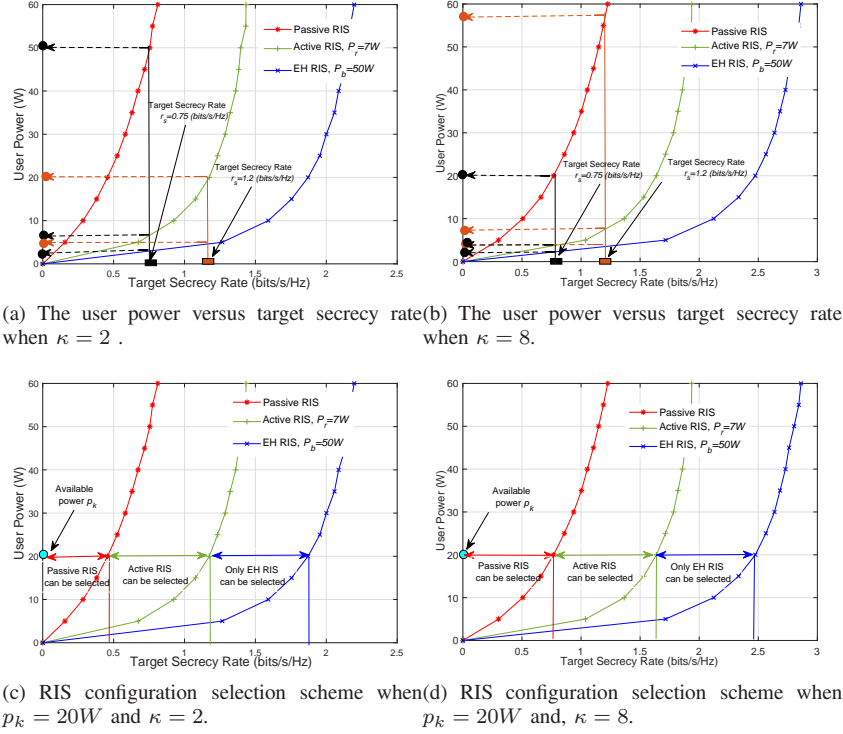 60
50
40
30
20
10
0
User Power (W)
Passive RIS
Active RIS, P_r=7W
EH RIS, P_b=50W
Target Secrecy Rate
r_s=0.75 (bits/s/Hz)
Target Secrecy Rate
r_s=1.2 (bits/s/Hz)
0 0.5 1 1.5 2 2.5
Target Secrecy Rate (bits/s/Hz)
60
50
40
30
20
10
0
User Power (W)
Passive RIS
Active RIS, P_r=7W
EH RIS, P_b=50W
Target Secrecy Rate
r_s=0.75 (bits/s/Hz)
Target Secrecy Rate
r_s=1.2 (bits/s/Hz)
0 0.5 1 1.5 2 2.5 3
Target Secrecy Rate (bits/s/Hz)
(a) The user power versus target secrecy rate
when κ = 2 .
(b) The user power versus target secrecy rate
when κ = 8.
60
50
40
30
20
10
0
User Power (W)
Passive RIS
Active RIS, P_r=7W
EH RIS, P_b=50W
Available
power p_k
Passive RIS
can be selected
Active RIS
can be selected
Only EH RIS
can be selected
0 0.5 1 1.5 2 2.5
Target Secrecy Rate (bits/s/Hz)
60
50
40
30
20
10
0
User Power (W)
Passive RIS
Active RIS, P_r=7W
EH RIS, P_b=50W
Available
power p_k
Passive RIS
can be selected
Active RIS
can be selected
Only EH RIS
can be selected
0 0.5 1 1.5 2 2.5 3
Target Secrecy Rate (bits/s/Hz)
(c) RIS configuration selection scheme when
p_k = 20W and κ = 2.
(d) RIS configuration selection scheme when
p_k = 20W and, κ = 8.